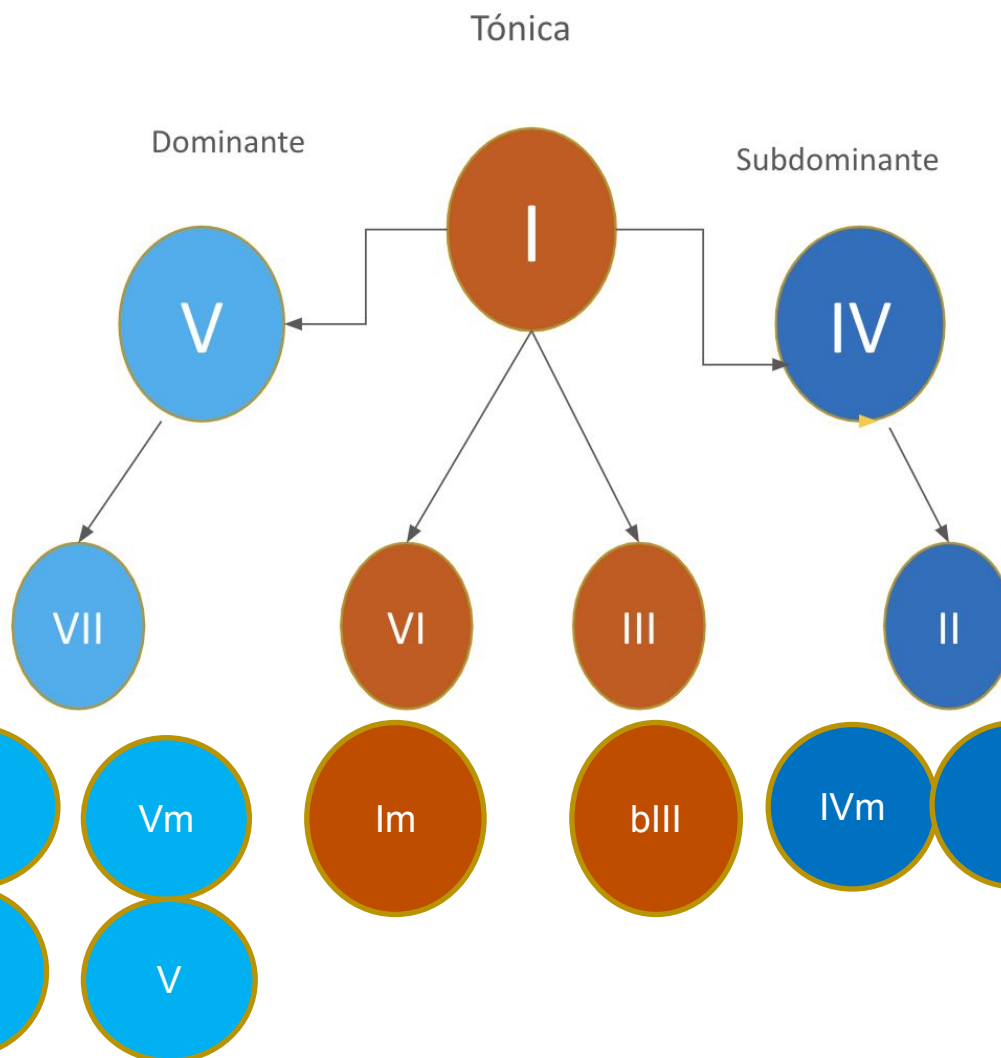 Tónica
Dominante
Subdominante
I
V
IV
VII
VI
III
II
Vm
Im
bIII
IVm
V